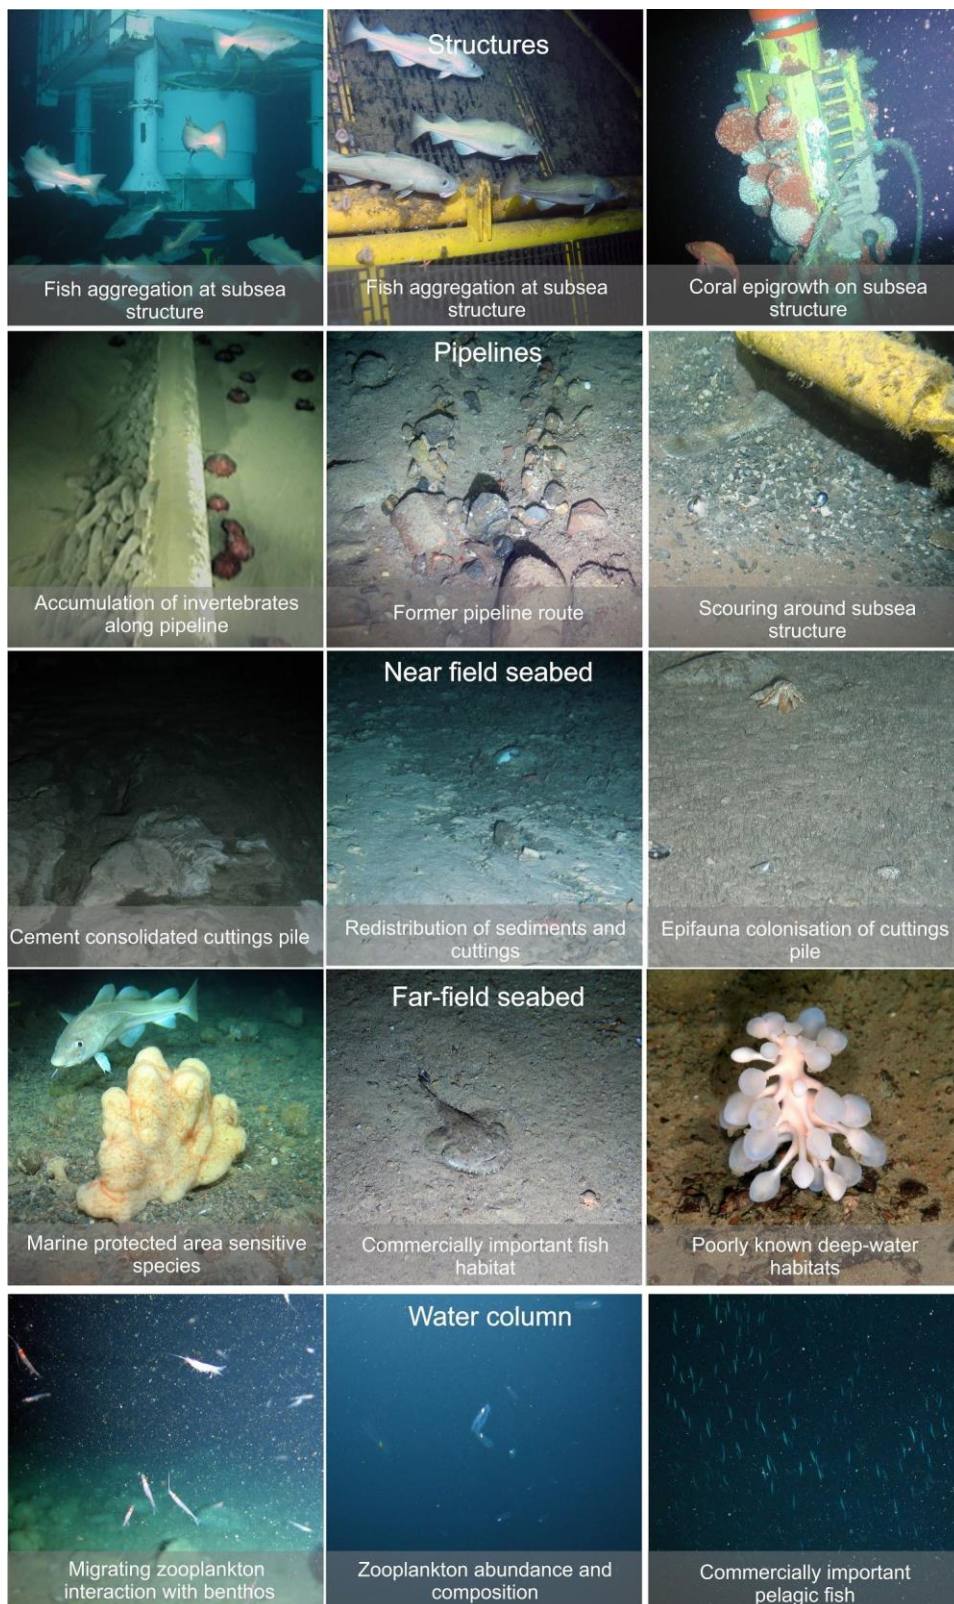 Structures
Fish aggregation at subsea
structure
Fish aggregation at subsea
structure
Coral epigrowth on subsea
structure
Pipelines
Accumulation of invertebrates
along pipeline
Former pipeline route
Scouring around subsea
structure
Near field seabed
Cement consolidated cuttings pile
Redistribution of sediments and
cuttings
Epifauna colonisation of cuttings
pile
Far-field seabed
Marine protected area sensitive
species
Commercially important fish
habitat
Poorly known deep-water
habitats
Water column
Migrating zooplankton
interaction with benthos
Zooplankton abundance and
composition
Commercially important
pelagic fish